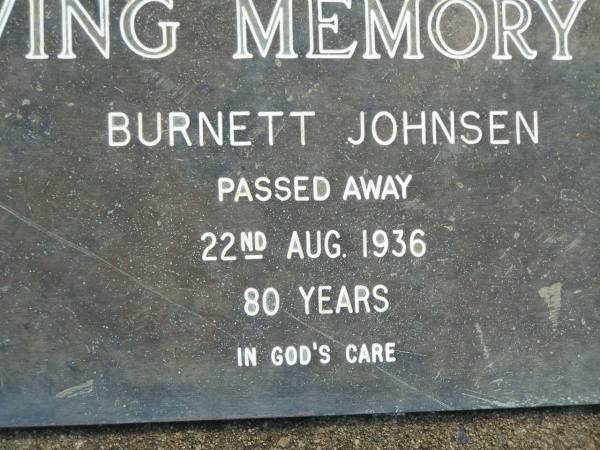 VING MEMORY
BURNETT JOHNSEN
PASSED AWAY
22ND AUG. 1936
80 YEARS
IN GOD'S CARE